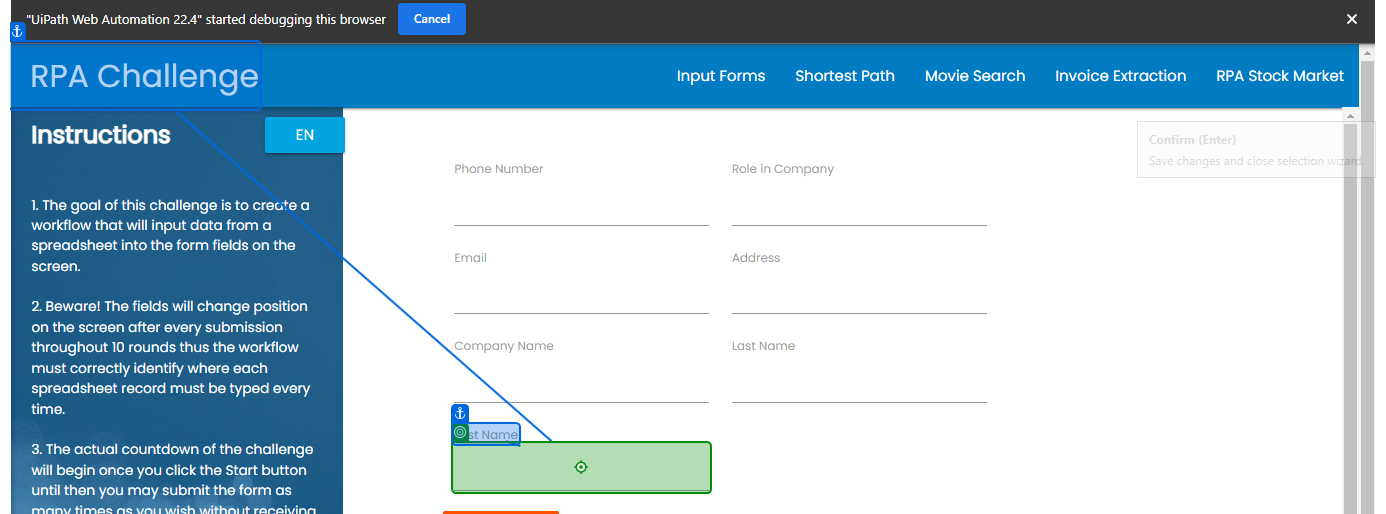 "UiPath Web Automation 22.4" started debugging this browser
Cancel
RPA Challenge
Input Forms
Shortest Path
Movie Search
Invoice Extraction
RPA Stock Market
Instructions
EN
1. The goal of this challenge is to create a
workflow that will input data from a
spreadsheet into the form fields on the
screen.
2. Beware! The fields will change position
on the screen after every submission
throughout 10 rounds thus the workflow
must correctly identify where each
spreadsheet record must be typed every
time.
3. The actual countdown of the challenge
will begin once you click the Start button
until then you may submit the form as
many times as you wish without receiving
Confirm (Enter)
Save changes and close selection wizard.
Phone Number
Role in Company
Email
Address
Company Name
Last Name
Name